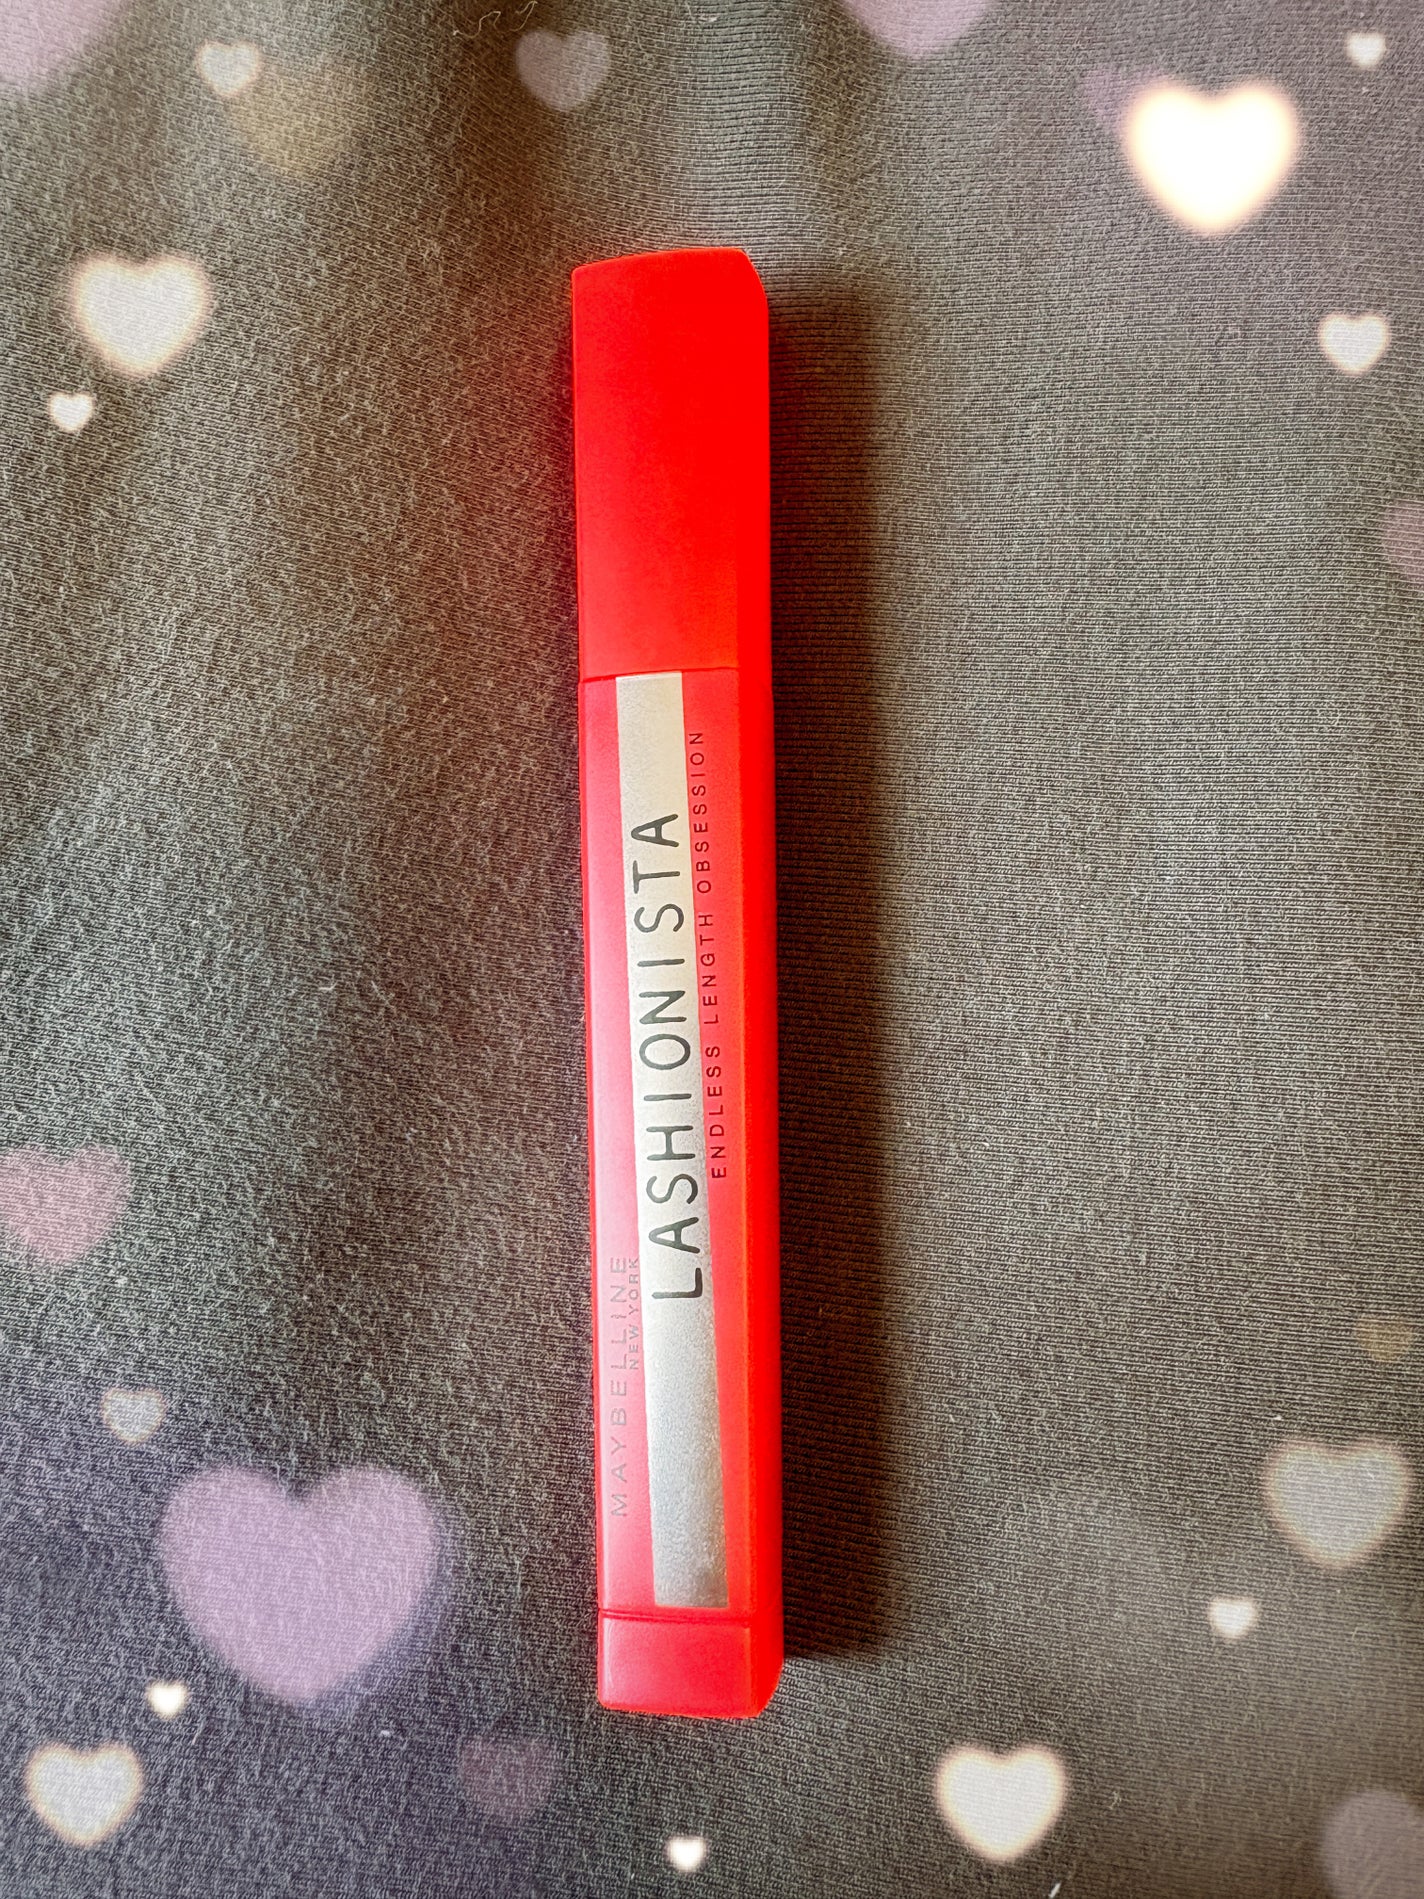 MAYBELLINE
NEW YORK
LASHIONISTA
ENDLESS LENGTH OBSESSION